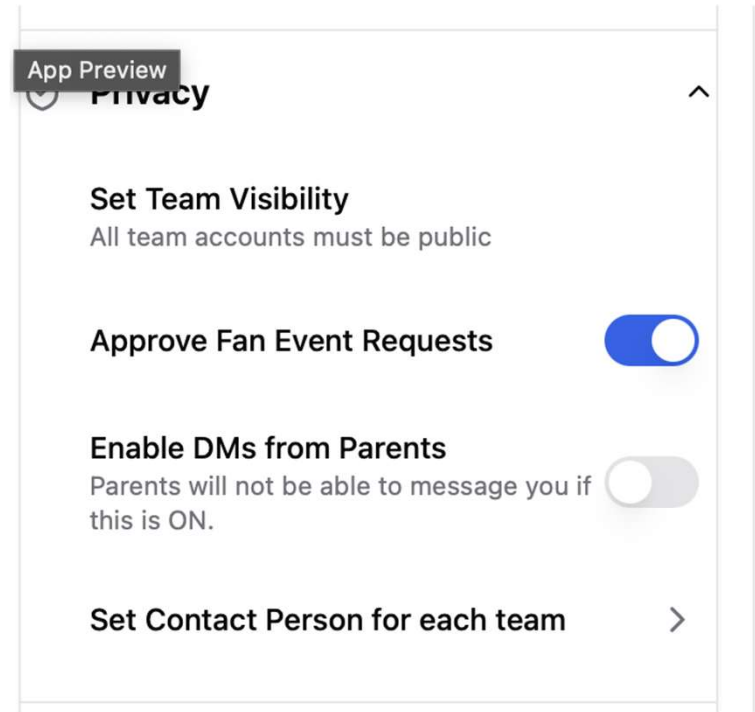 App Preview
Privacy
Set Team Visibility
All team accounts must be public
Approve Fan Event Requests
Enable DMs from Parents
Parents will not be able to message you if
this is ON.
Set Contact Person for each team